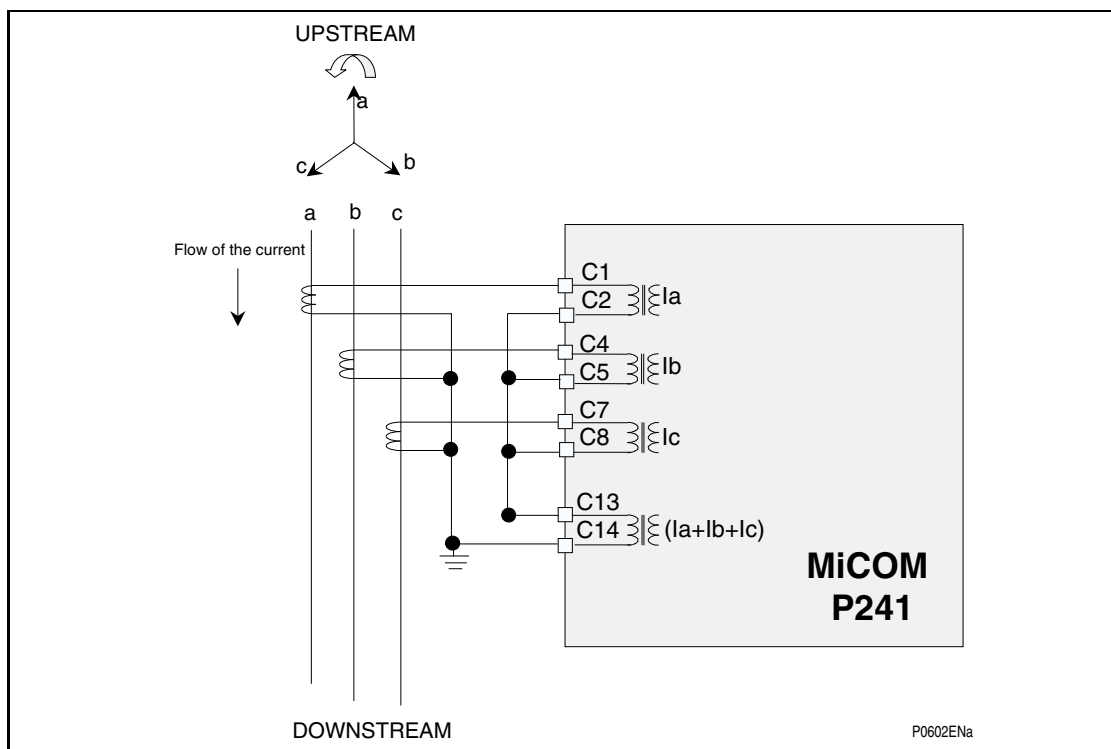 UPSTREAM
a
c
b
a b c
Flow of the current
C1
C2
Ia
C4
C5
Ib
C7
C8
Ic
C13
C14
(Ia+Ib+Ic)
MiCOM
P241
DOWNSTREAM
P0602ENa